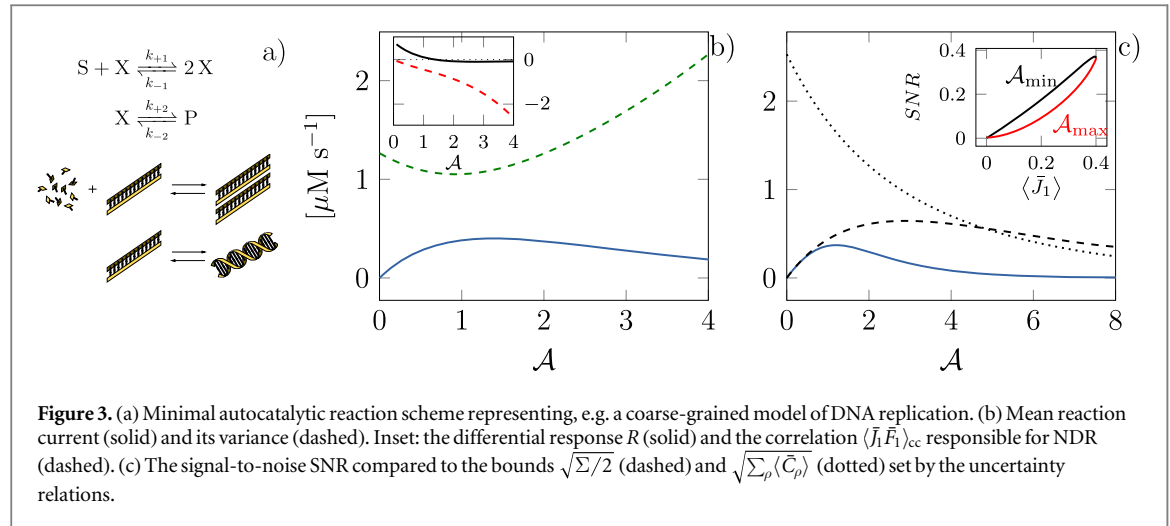 a)
S + X ⇌ 2 X
k+1
k−1
X ⇌ P
k+2
k−2
+
b)
[μM s⁻¹]
2
1
0
0
1
2
3
4
𝒜
0
−2
0
1
2
3
4
𝒜
c)
2
1
0
0
2
4
6
8
𝒜
SNR
0.4
0.2
0
0
0.2
0.4
⟨J̄₁⟩
𝒜min
𝒜max
Figure 3. (a) Minimal autocatalytic reaction scheme representing, e.g. a coarse-grained model of DNA replication. (b) Mean reaction
current (solid) and its variance (dashed). Inset: the differential response R (solid) and the correlation ⟨J̄₁F̄₁⟩cc responsible for NDR
(dashed). (c) The signal-to-noise SNR compared to the bounds √(Σ/2) (dashed) and √(∑ρ⟨C̄ρ⟩) (dotted) set by the uncertainty
relations.